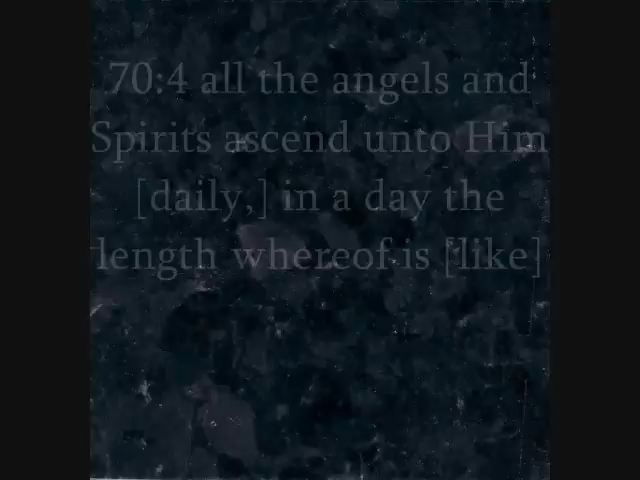 70:4 all the angels and
Spirits ascend unto Him
[daily,] in a day the
length whereof is [like]